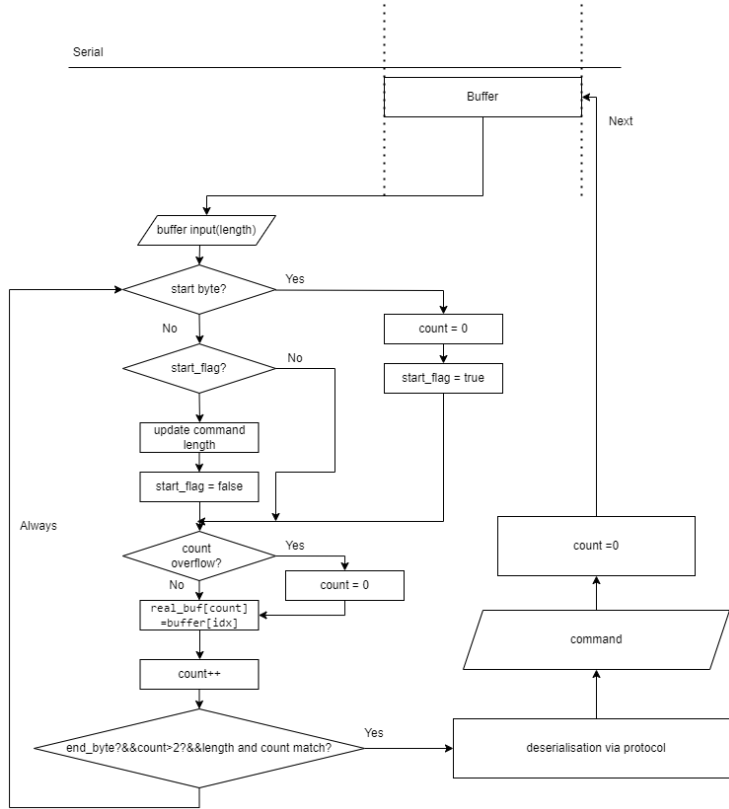 Serial
Buffer
Next
buffer input(length)
start byte?
Yes
count = 0
No
start_flag?
No
start_flag = true
update command
length
start_flag = false
Always
count
overflow?
Yes
count =0
No
count = 0
real_buf[count]
=buffer[idx]
command
count++
end_byte?&&count>2?&&length and count match?
Yes
deserialisation via protocol